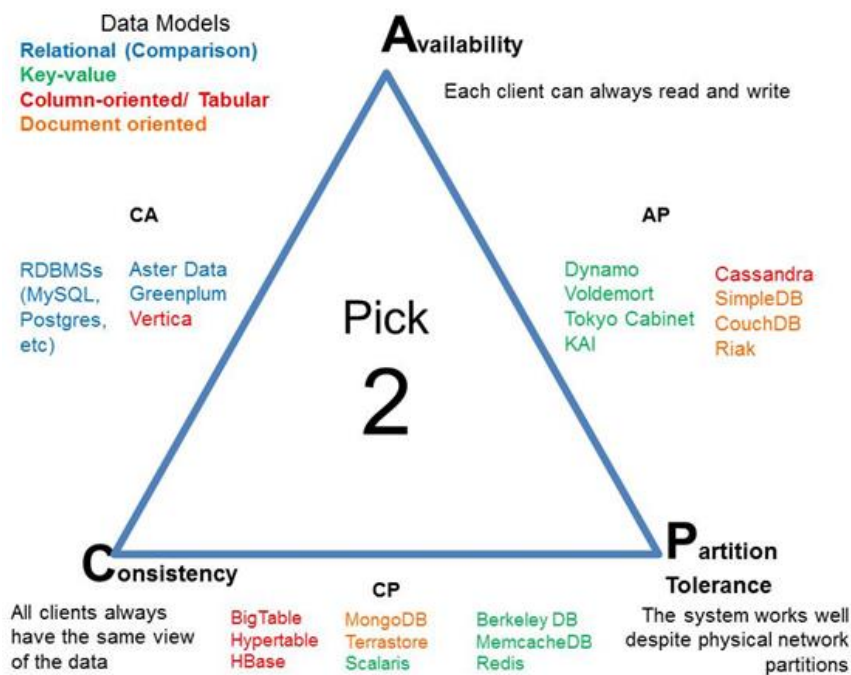 Data Models
Relational (Comparison)
Key-value
Column-oriented/ Tabular
Document oriented
Availability
Each client can always read and write
CA
RDBMSs
(MySQL,
Postgres,
etc)
Aster Data
Greenplum
Vertica
Pick
2
AP
Dynamo
Voldemort
Tokyo Cabinet
KAI
Cassandra
SimpleDB
CouchDB
Riak
Consistency
All clients always
have the same view
of the data
CP
BigTable
Hypertable
HBase
MongoDB
Terrastore
Scalaris
Berkeley DB
MemcacheDB
Redis
Partition
Tolerance
The system works well
despite physical network
partitions